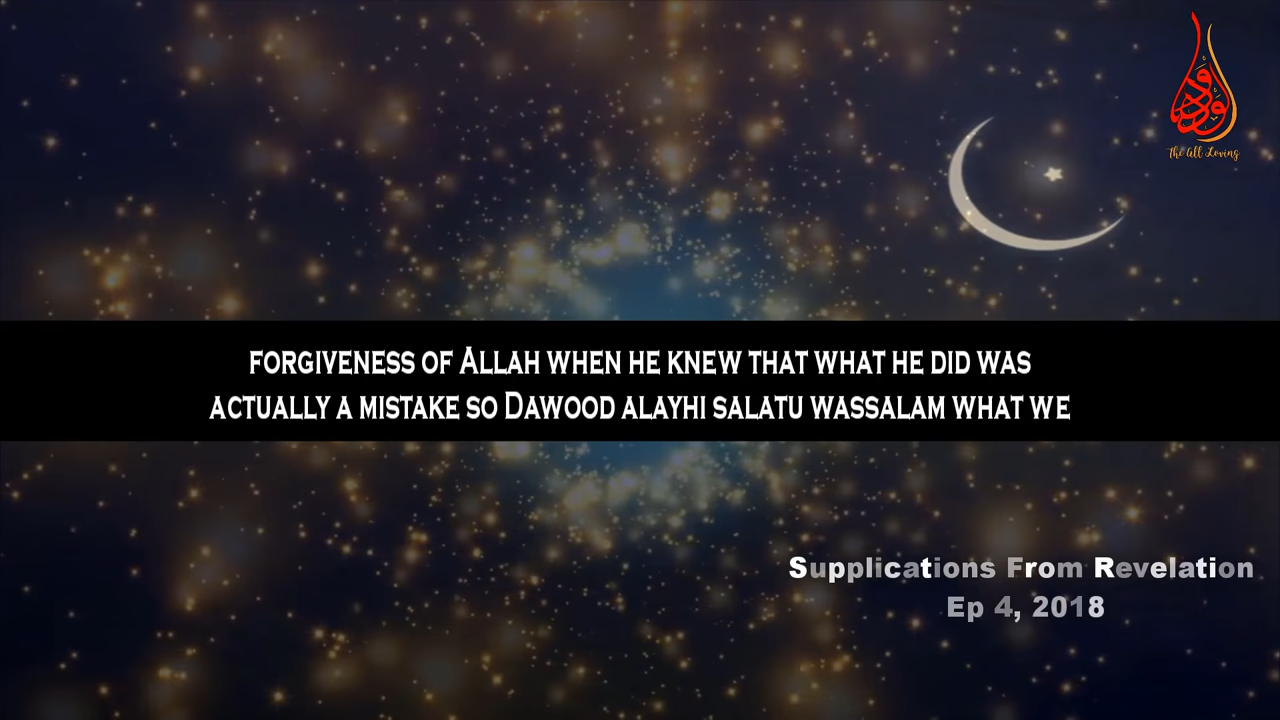 الودود
The All Loving
FORGIVENESS OF ALLAH WHEN HE KNEW THAT WHAT HE DID WAS
ACTUALLY A MISTAKE SO DAWOOD ALAYHI SALATU WASSALAM WHAT WE
Supplications From Revelation
Ep 4, 2018